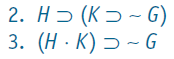 2. H ⊃ (K ⊃ ~ G)
3. (H · K) ⊃ ~ G